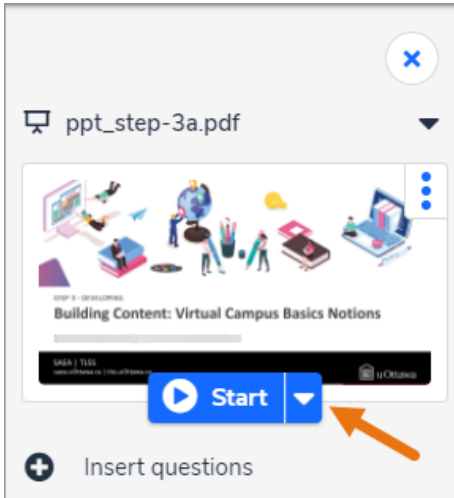 ppt_step-3a.pdf
STEP 3 - DEVELOPING
Building Content: Virtual Campus Basics Notions
SAEA | TLSS
uOttawa
Start
Insert questions